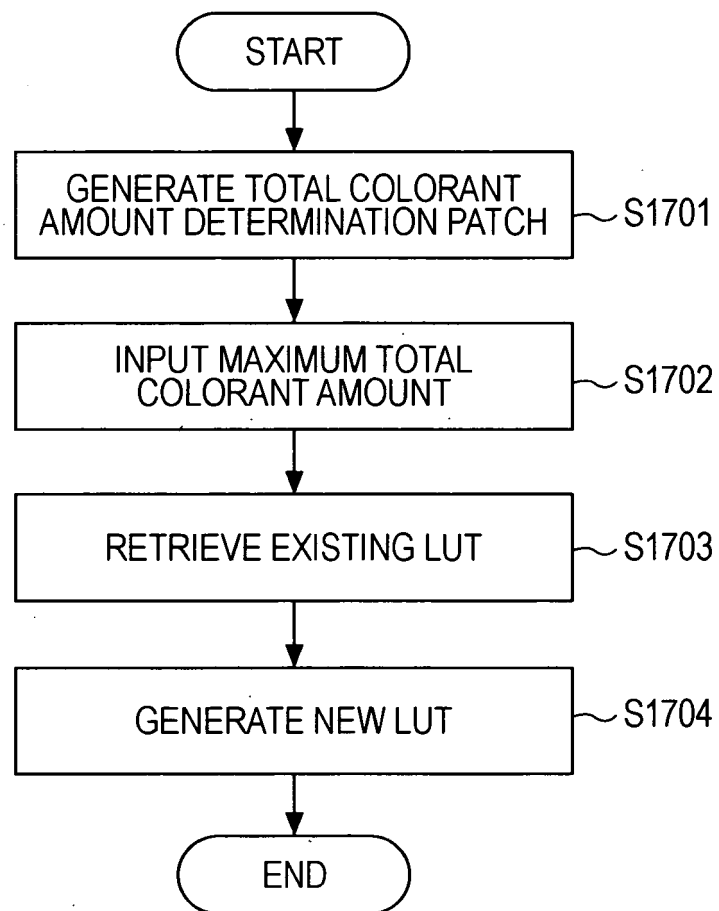 START
GENERATE TOTAL COLORANT
AMOUNT DETERMINATION PATCH
S1701
INPUT MAXIMUM TOTAL
COLORANT AMOUNT
S1702
RETRIEVE EXISTING LUT
S1703
GENERATE NEW LUT
S1704
END